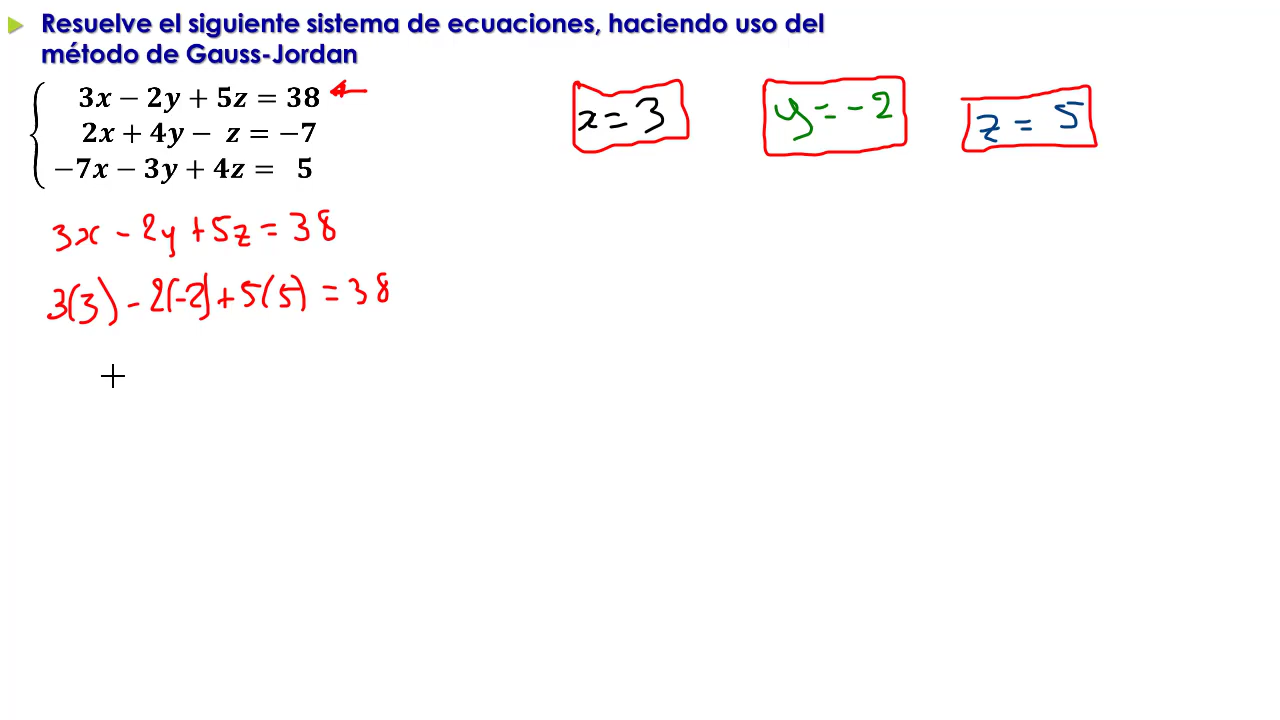 Resuelve el siguiente sistema de ecuaciones, haciendo uso del
método de Gauss-Jordan
3x − 2y + 5z = 38
2x + 4y − z = −7
−7x − 3y + 4z = 5
x = 3
y = -2
z = 5
3x - 2y + 5z = 38
3(3) - 2(-2) + 5(5) = 38